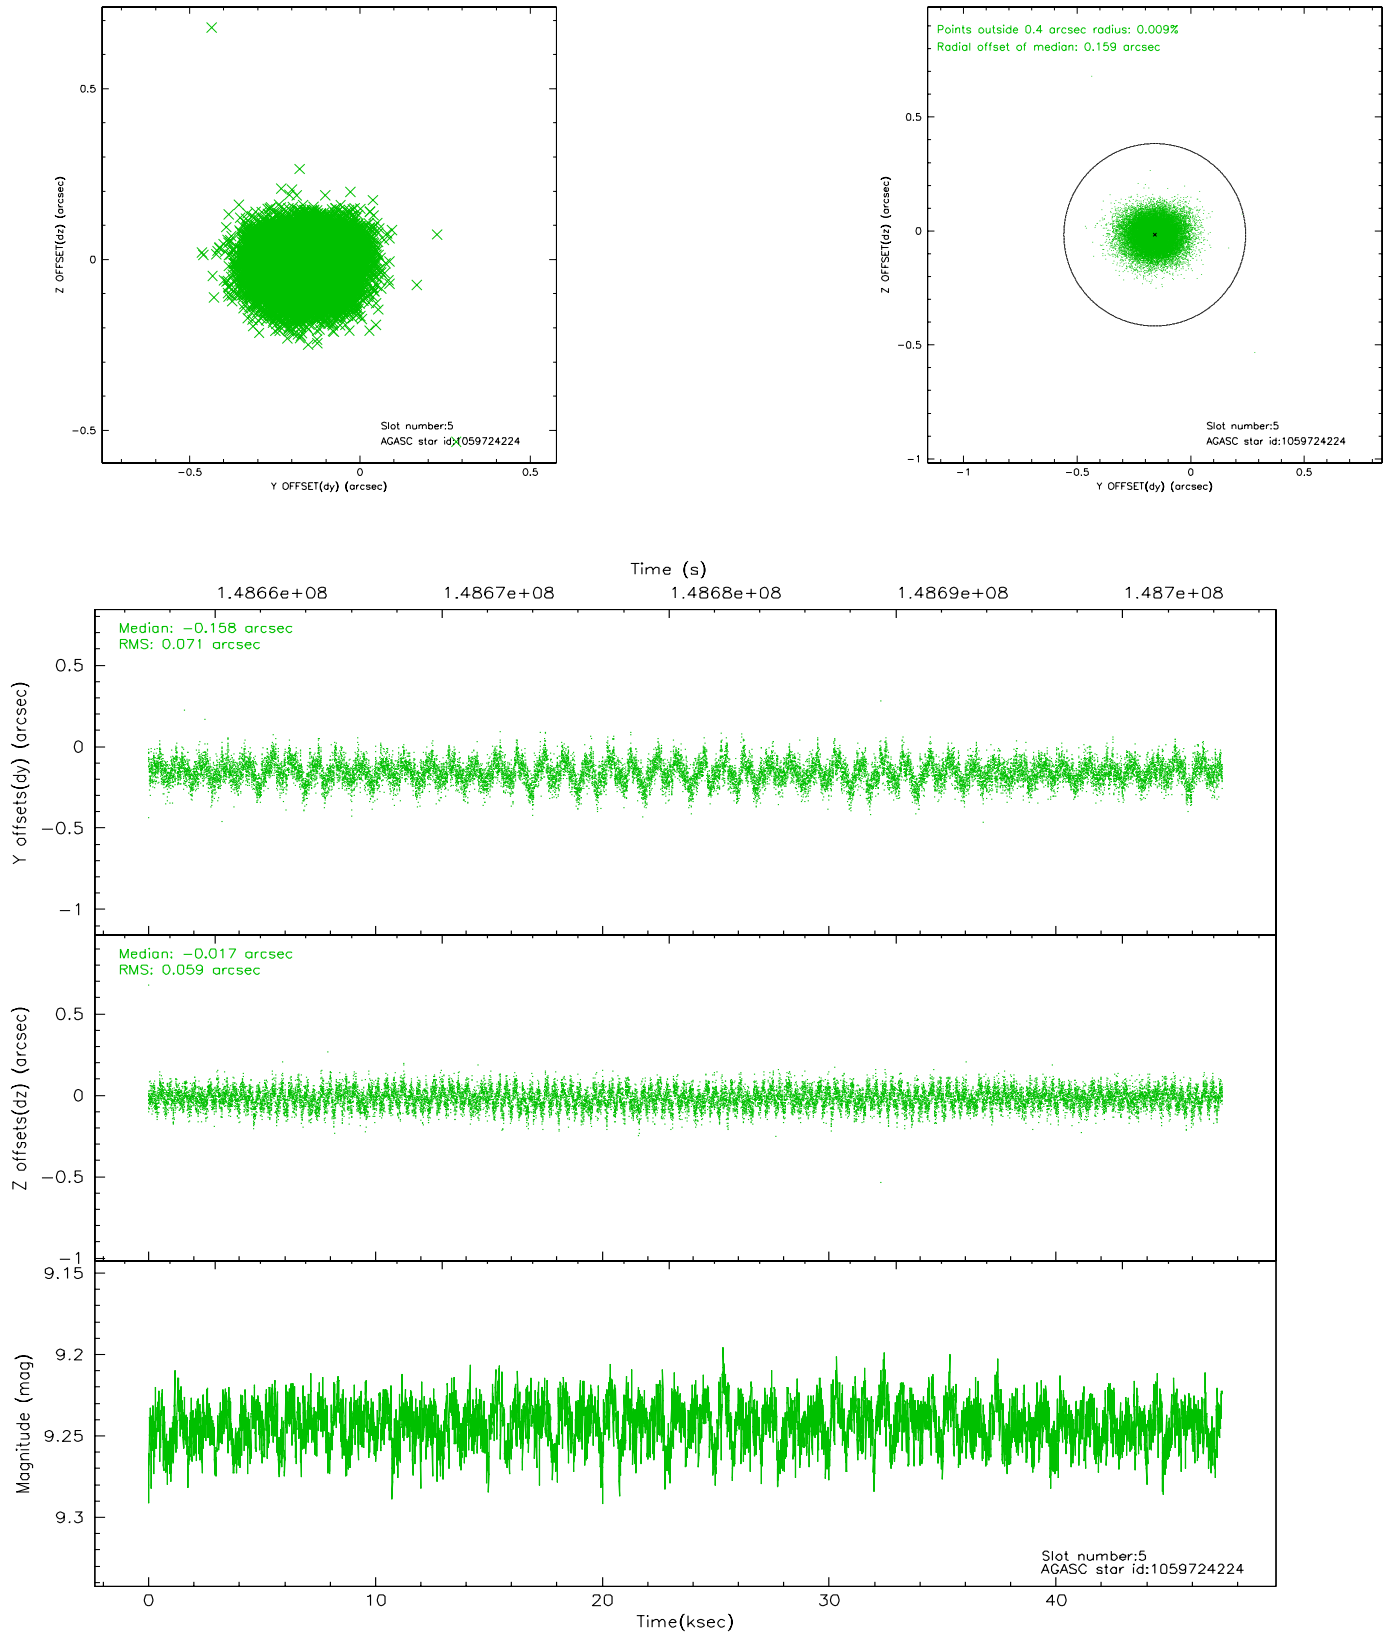 0.5
0
−0.5
Z OFFSET(dz) (arcsec)
Slot number:5
AGASC star id:1059724224
−0.5
0
0.5
Y OFFSET(dy) (arcsec)
Points outside 0.4 arcsec radius: 0.009%
Radial offset of median: 0.159 arcsec
0.5
0
−0.5
−1
Z OFFSET(dz) (arcsec)
Slot number:5
AGASC star id:1059724224
−1
−0.5
0
0.5
Y OFFSET(dy) (arcsec)
Time (s)
1.4866e+08
1.4867e+08
1.4868e+08
1.4869e+08
1.487e+08
Median: −0.158 arcsec
RMS: 0.071 arcsec
0.5
0
−0.5
−1
Y offsets(dy) (arcsec)
Median: −0.017 arcsec
RMS: 0.059 arcsec
0.5
0
−0.5
−1
Z offsets(dz) (arcsec)
9.15
9.2
9.25
9.3
Magnitude (mag)
Slot number:5
AGASC star id:1059724224
0
10
20
30
40
Time(ksec)